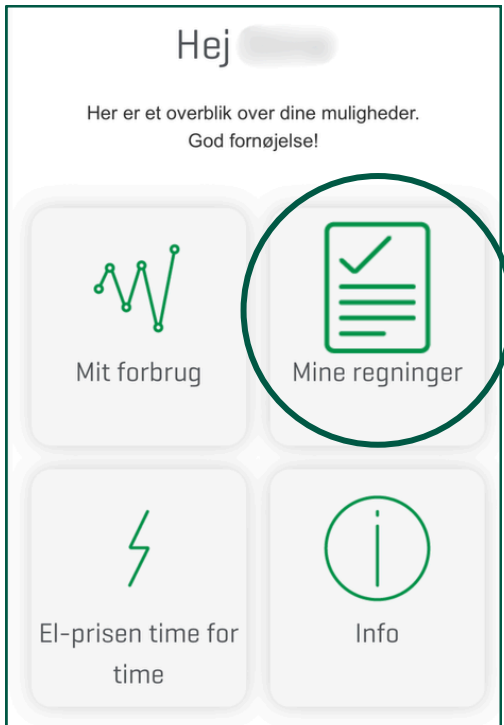 Hej
Her er et overblik over dine muligheder.
God fornøjelse!
Mit forbrug
Mine regninger
El-prisen time for
time
Info